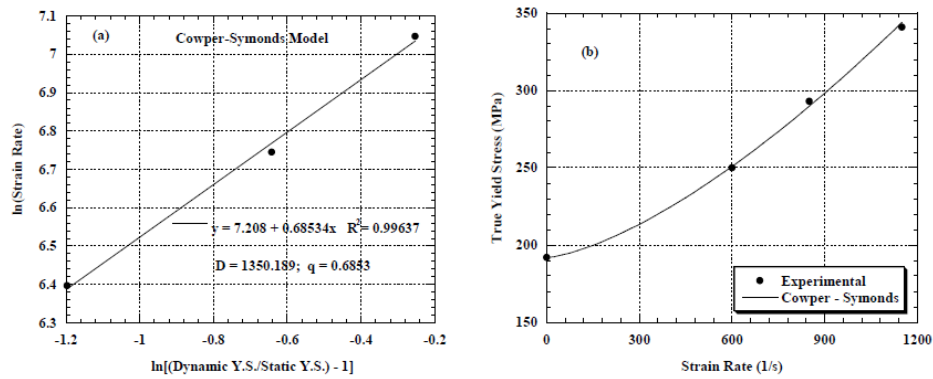 (a)
Cowper-Symonds Model
7.1
7
6.9
6.8
6.7
6.6
6.5
6.4
6.3
ln(Strain Rate)
y = 7.208 + 0.68534x R²= 0.99637
D = 1350.189; q = 0.6853
-1.2 -1 -0.8 -0.6 -0.4 -0.2
ln[(Dynamic Y.S./Static Y.S.) - 1]
(b)
350
300
250
200
150
True Yield Stress (MPa)
Experimental
Cowper - Symonds
0 300 600 900 1200
Strain Rate (1/s)